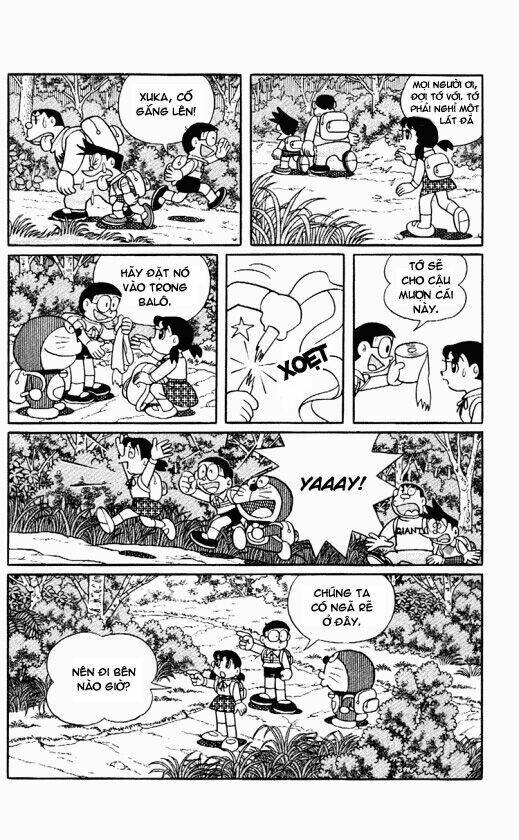 XUKA, CỐ
GẮNG LÊN!
MỌI NGƯỜI ƠI,
ĐỢI TỚ VỚI. TỚ
PHẢI NGHỈ MỘT
LÁT ĐÃ
HÃY ĐẶT NÓ
VÀO TRONG
BALÔ.
XOẸT
TỚ SẼ
CHO CẬU
MƯỢN CÁI
NÀY.
YAAAY!
GIANT
CHÚNG TA
CÓ NGÃ RẼ
Ở ĐÂY.
NÊN ĐI BÊN
NÀO GIỜ?